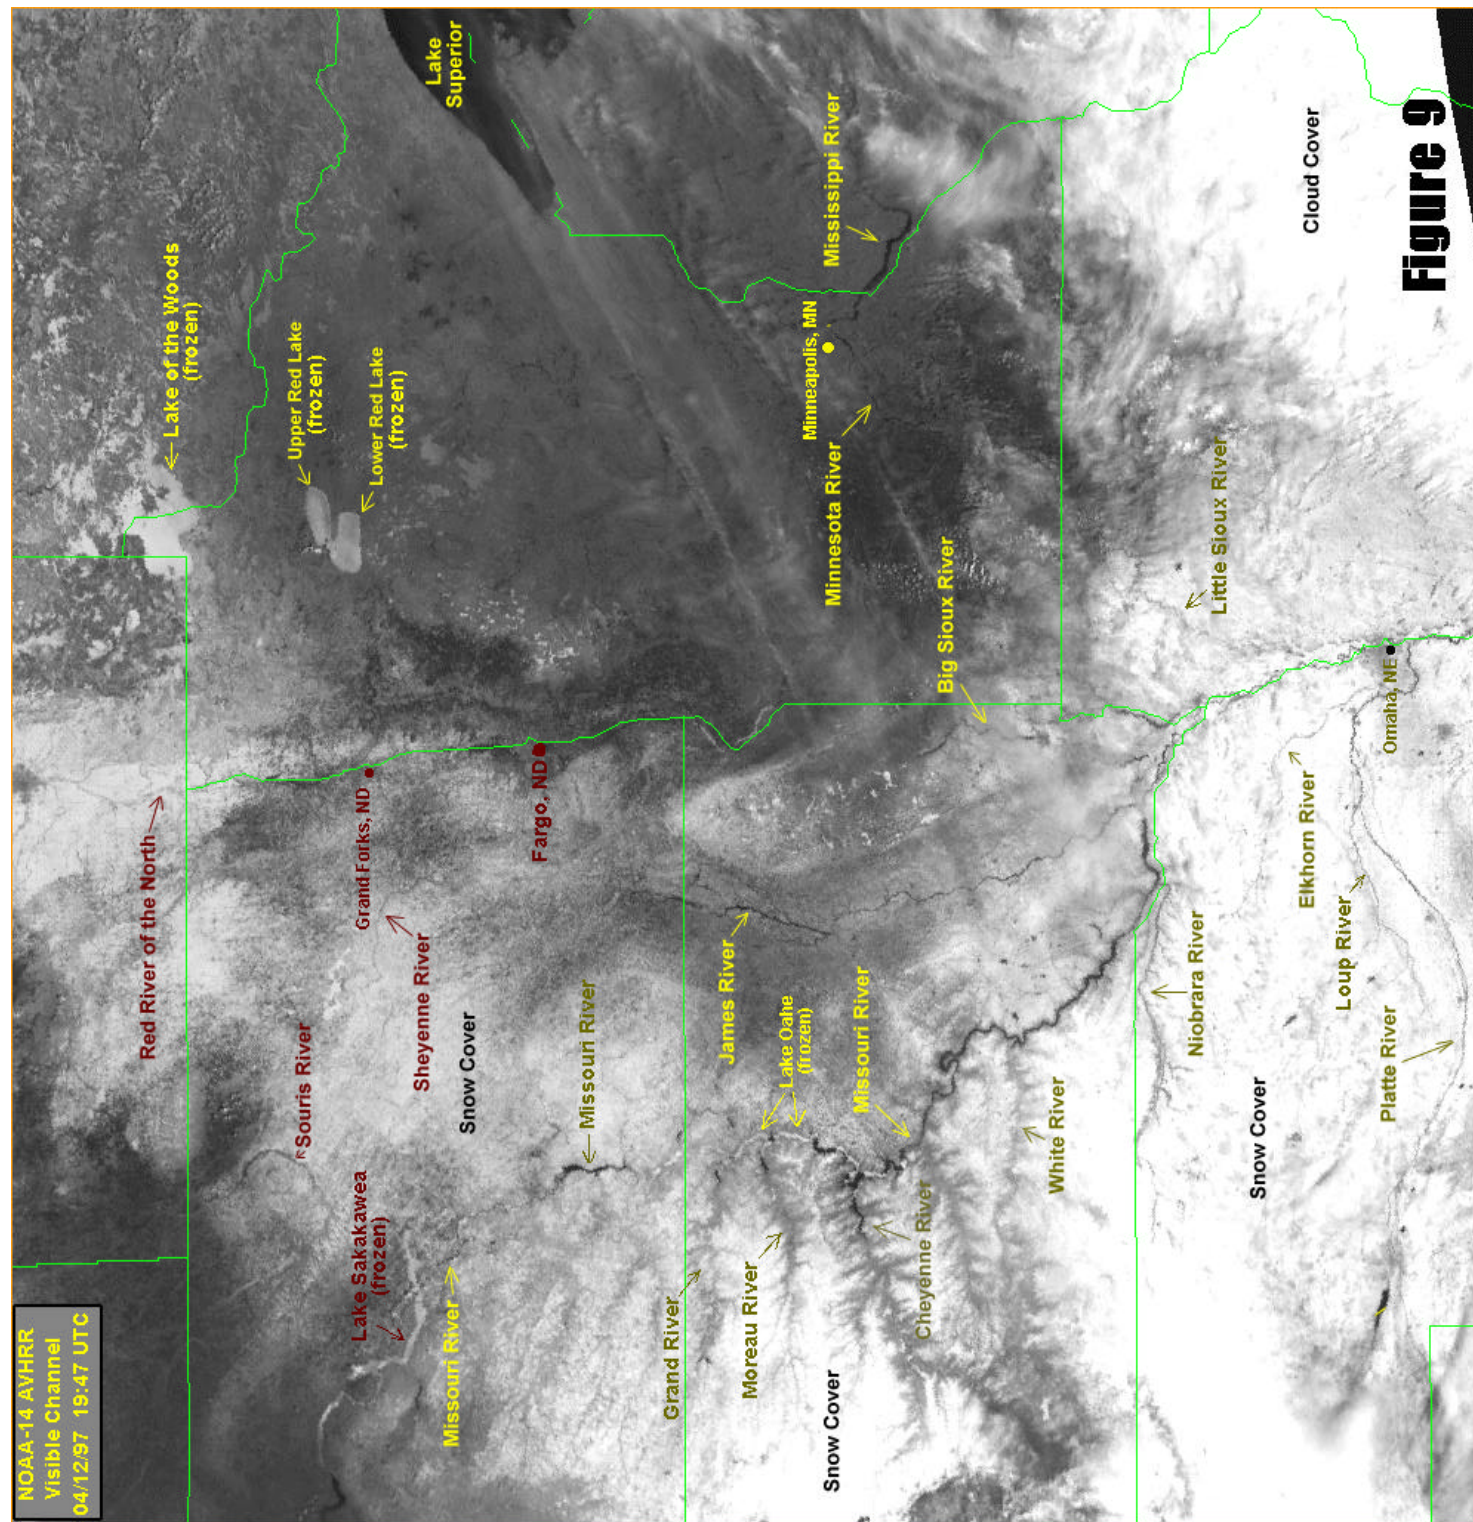 NOAA-14 AVHRR
Visible Channel
04/12/97 19:47 UTC
Red River of the North
Lake of the Woods
(frozen)
Souris River
Upper Red Lake
(frozen)
Lake Sakakawea
(frozen)
Grand Forks, ND
Lower Red Lake
(frozen)
Sheyenne River
Lake
Superior
Missouri River
Snow Cover
Fargo, ND
Missouri River
Grand River
James River
Moreau River
Lake Oahe
(frozen)
Minneapolis, MN
Snow Cover
Missouri River
Minnesota River
Mississippi River
Cheyenne River
Big Sioux River
White River
Niobrara River
Little Sioux River
Snow Cover
Elkhorn River
Cloud Cover
Loup River
Platte River
Omaha, NE
Figure 9